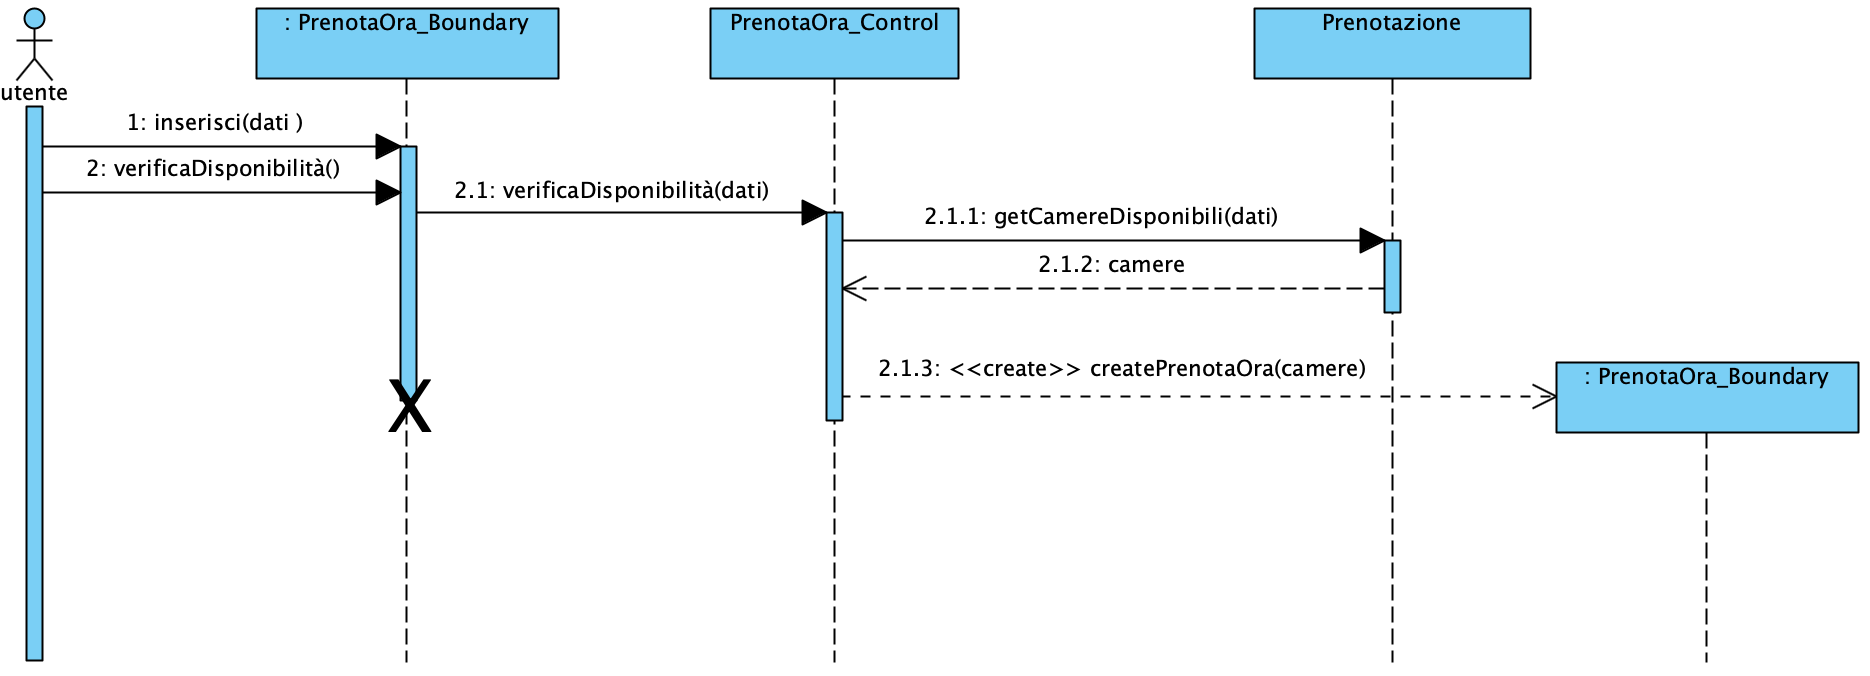 : PrenotaOra_Boundary
PrenotaOra_Control
Prenotazione
utente
1: inserisci(dati )
2: verificaDisponibilità()
2.1: verificaDisponibilità(dati)
2.1.1: getCamereDisponibili(dati)
2.1.2: camere
2.1.3: <<create>> createPrenotaOra(camere)
: PrenotaOra_Boundary